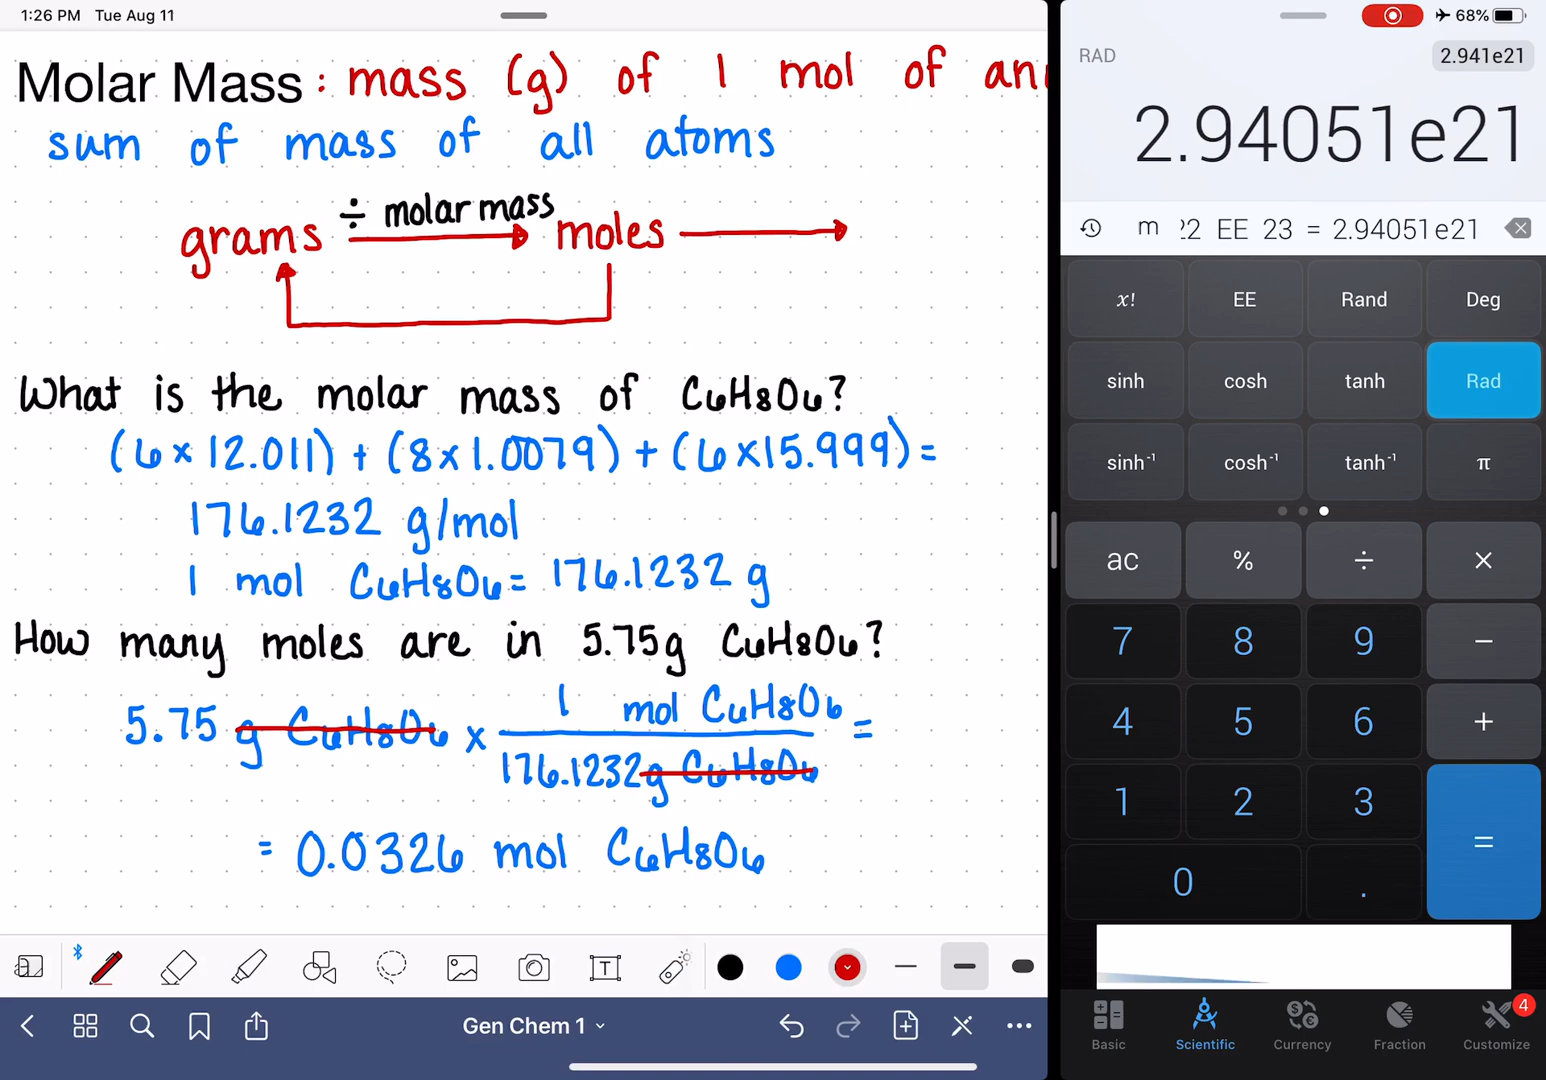 1:26 PM Tue Aug 11
68%
Molar Mass : mass (g) of 1 mol of
sum of mass of all atoms
÷ molar mass
grams moles
What is the molar mass of C6H8O6?
(6 x 12.011) + (8 x 1.0079) + (6 x 15.999) =
176.1232 g/mol
1 mol C6H8O6 = 176.1232 g
How many moles are in 5.75g C6H8O6?
1 mol C6H8O6
5.75 g C6H8O6 x =
176.1232g C6H8O6
= 0.0326 mol C6H8O6
T
Gen Chem 1
RAD 2.941e21
2.94051e21
m 22 EE 23 = 2.94051e21
x! EE Rand Deg
sinh cosh tanh Rad
sinh⁻¹ cosh⁻¹ tanh⁻¹ π
ac % ÷ ×
7 8 9 −
4 5 6 +
1 2 3 =
0 .
4
Basic Scientific Currency Fraction Customize